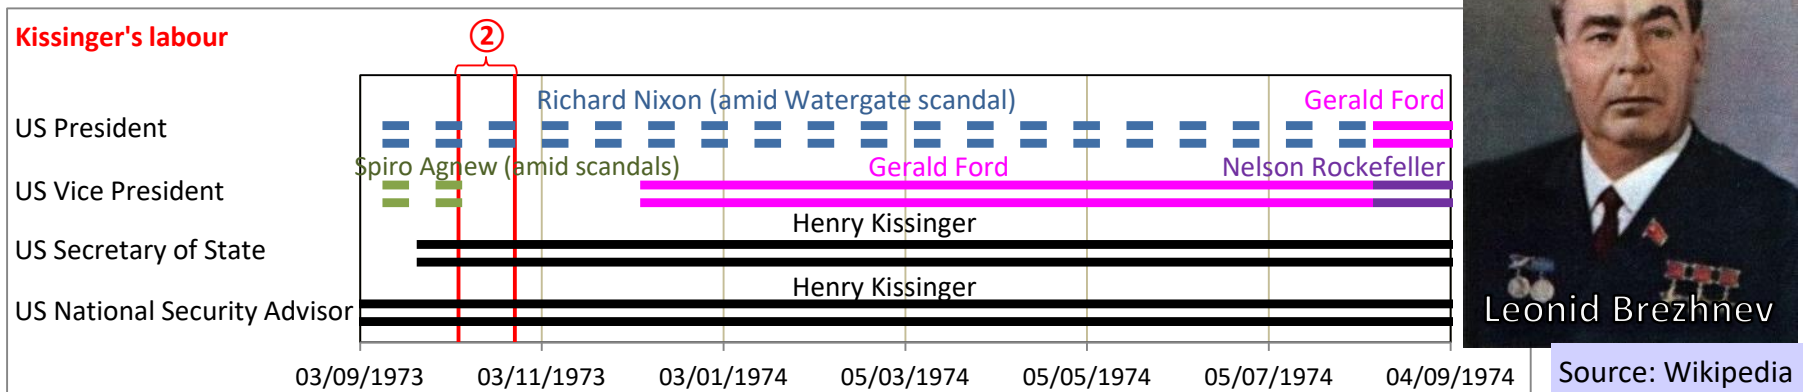 Kissinger's labour
②
Richard Nixon (amid Watergate scandal)
Gerald Ford
US President
Spiro Agnew (amid scandals)
Gerald Ford
Nelson Rockefeller
US Vice President
Henry Kissinger
US Secretary of State
Henry Kissinger
US National Security Advisor
03/09/1973 03/11/1973 03/01/1974 05/03/1974 05/05/1974 05/07/1974 04/09/1974
Leonid Brezhnev
Source: Wikipedia